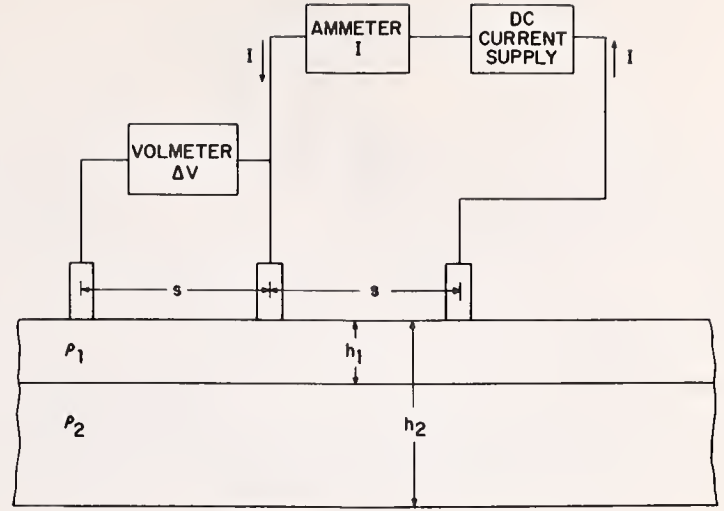 AMMETER
I
DC
CURRENT
SUPPLY
I
I
VOLMETER
ΔV
s
s
ρ1
h1
ρ2
h2